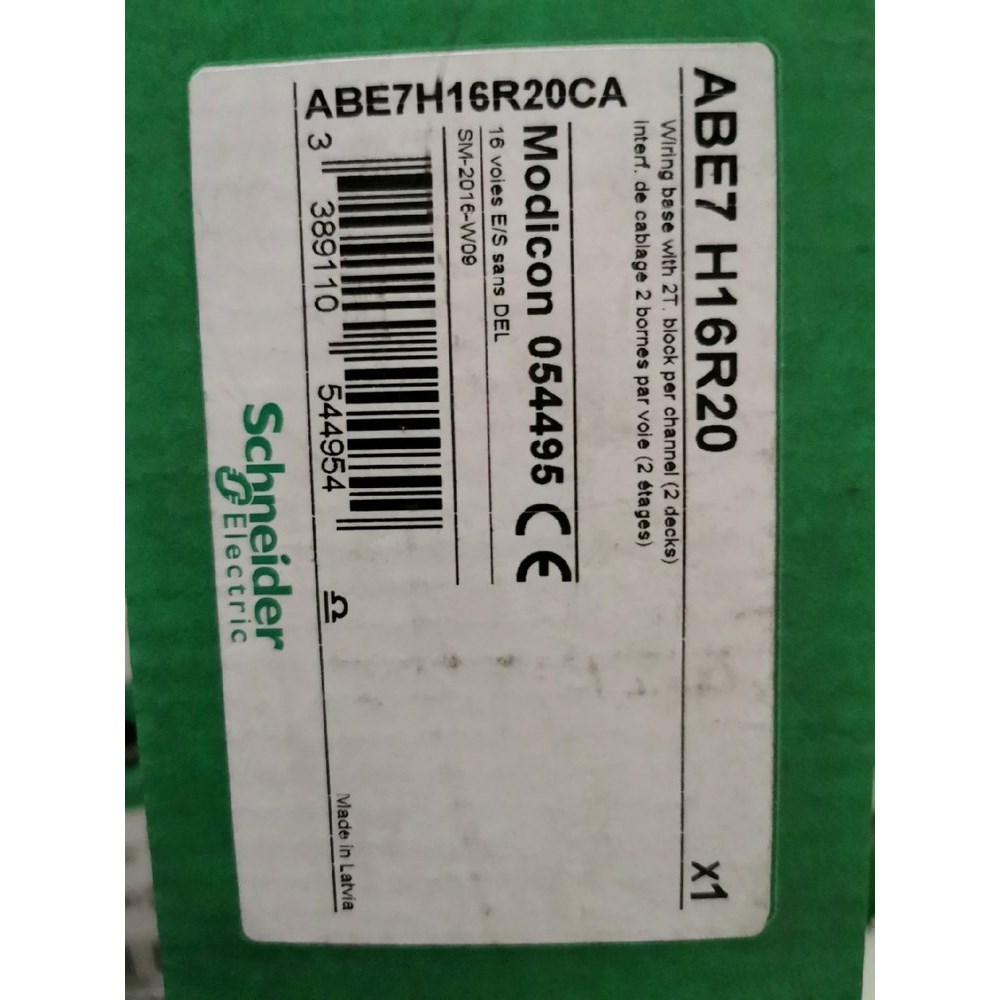 ABE7 H16R20
x1
Wiring base with 2T. block per channel (2 decks)
interf. de cablage 2 bornes par voie (2 étages)
Modicon 054495 CE
16 voies E/S sans DEL
SM-2016-W09
ABE7H16R20CA
3 389110 544954
Ω
Made in Latvia
Schneider
Electric